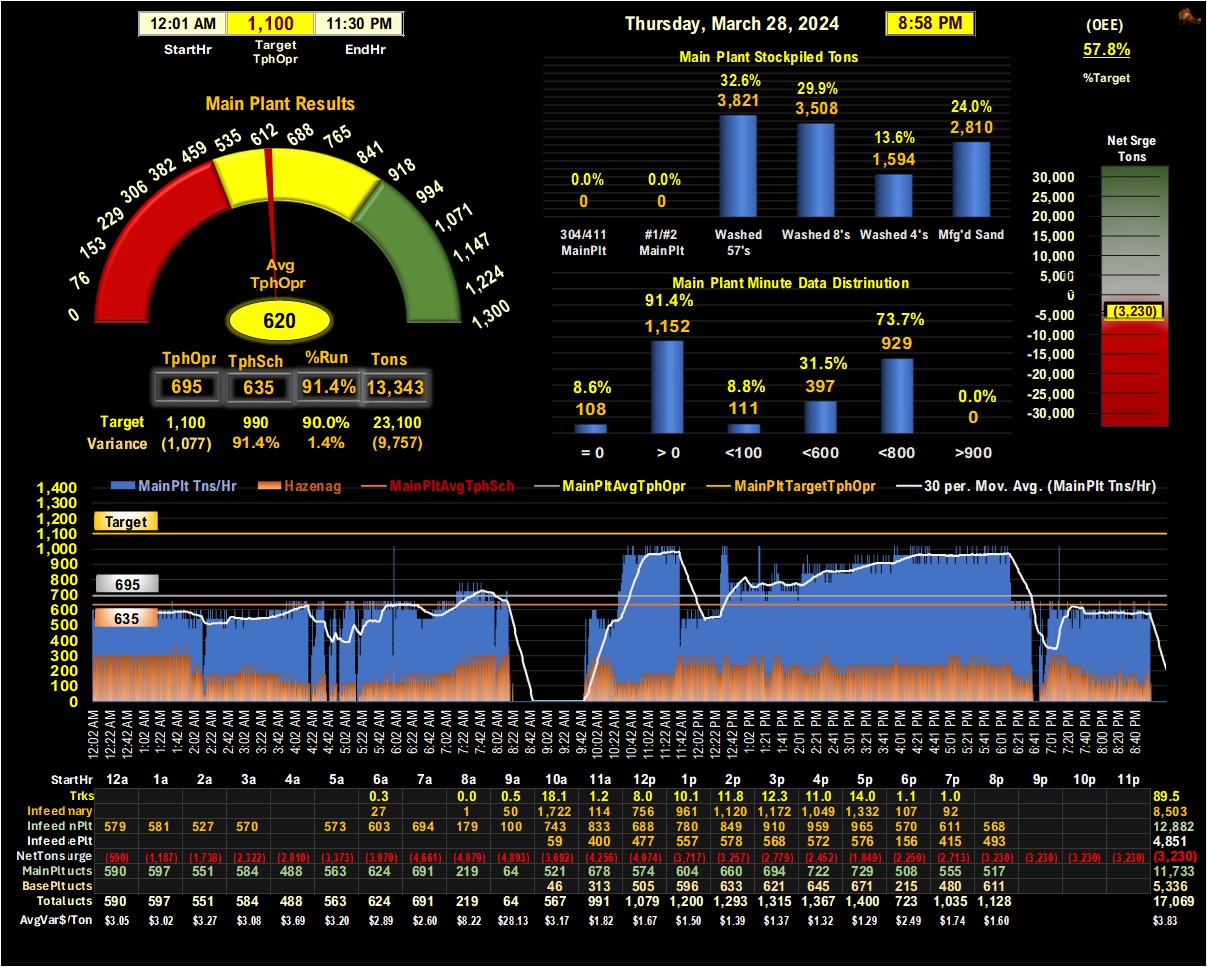 12:01 AM 1,100 11:30 PM
StartHr Target TphOpr EndHr
Thursday, March 28, 2024 8:58 PM
(OEE)
57.8%
%Target
Main Plant Results
0 76 153 229 306 382 459 535 612 688 765 841 918 994 1,071 1,147 1,224 1,300
Avg
TphOpr
620
TphOpr TphSch %Run Tons
695 635 91.4% 13,343
Target 1,100 990 90.0% 23,100
Variance (1,077) 91.4% 1.4% (9,757)
Main Plant Stockpiled Tons
0.0% 0.0% 32.6% 29.9% 13.6% 24.0%
0 0 3,821 3,508 1,594 2,810
304/411 MainPlt #1/#2 MainPlt Washed 57's Washed 8's Washed 4's Mfg'd Sand
Main Plant Minute Data Distrinution
8.6% 91.4% 8.8% 31.5% 73.7% 0.0%
108 1,152 111 397 929 0
= 0 > 0 <100 <600 <800 >900
Net Srge
Tons
30,000
25,000
20,000
15,000
10,000
5,000
0
-5,000
(3,230)
-10,000
-15,000
-20,000
-25,000
-30,000
MainPlt Tns/Hr Hazenag MainPltAvgTphSch MainPltAvgTphOpr MainPltTargetTphOpr 30 per. Mov. Avg. (MainPlt Tns/Hr)
1,400
1,300
1,200
1,100
1,000
900
800
700
600
500
400
300
200
100
0
Target
695
635
12:02 AM 12:22 AM 12:42 AM 1:02 AM 1:22 AM 1:42 AM 2:02 AM 2:22 AM 2:42 AM 3:02 AM 3:22 AM 3:42 AM 4:02 AM 4:22 AM 4:42 AM 5:02 AM 5:22 AM 5:42 AM 6:02 AM 6:22 AM 6:42 AM 7:02 AM 7:22 AM 7:42 AM 8:02 AM 8:22 AM 8:42 AM 9:02 AM 9:22 AM 9:42 AM 10:02 AM 10:22 AM 10:42 AM 11:02 AM 11:22 AM 11:42 AM 12:02 PM 12:22 PM 12:42 PM 1:02 PM 1:21 PM 1:41 PM 2:01 PM 2:21 PM 2:41 PM 3:01 PM 3:21 PM 3:41 PM 4:01 PM 4:21 PM 4:41 PM 5:01 PM 5:21 PM 5:41 PM 6:01 PM 6:21 PM 6:41 PM 7:01 PM 7:20 PM 7:40 PM 8:00 PM 8:20 PM 8:40 PM
StartHr 12a 1a 2a 3a 4a 5a 6a 7a 8a 9a 10a 11a 12p 1p 2p 3p 4p 5p 6p 7p 8p 9p 10p 11p
Trks 0.3 0.0 0.5 18.1 1.2 8.0 10.1 11.8 12.3 11.0 14.0 1.1 1.0 89.5
Infeed nary 27 1 50 1,722 114 756 961 1,120 1,172 1,049 1,332 107 92 8,503
Infeed nPlt 579 581 527 570 573 603 694 179 100 743 833 688 780 849 910 959 965 570 611 568 12,882
Infeed ePlt 59 400 477 557 578 568 572 576 156 415 493 4,851
NetTons urge (590) (1,187) (1,738) (2,322) (2,810) (3,373) (3,970) (4,661) (4,879) (4,893) (3,692) (4,256) (4,074) (3,717) (3,257) (2,779) (2,452) (1,849) (2,250) (2,713) (3,230) (3,230) (3,230) (3,230) (3,230)
MainPlt ucts 590 597 551 584 488 563 624 691 219 64 521 678 574 604 660 694 722 729 508 555 517 11,733
BasePlt ucts 46 313 505 596 633 621 645 671 215 480 611 5,336
Total ucts 590 597 551 584 488 563 624 691 219 64 567 991 1,079 1,200 1,293 1,315 1,367 1,400 723 1,035 1,128 17,069
AvgVar$/Ton $3.05 $3.02 $3.27 $3.08 $3.69 $3.20 $2.89 $2.60 $8.22 $28.13 $3.17 $1.82 $1.67 $1.50 $1.39 $1.37 $1.32 $1.29 $2.49 $1.74 $1.60 $3.83